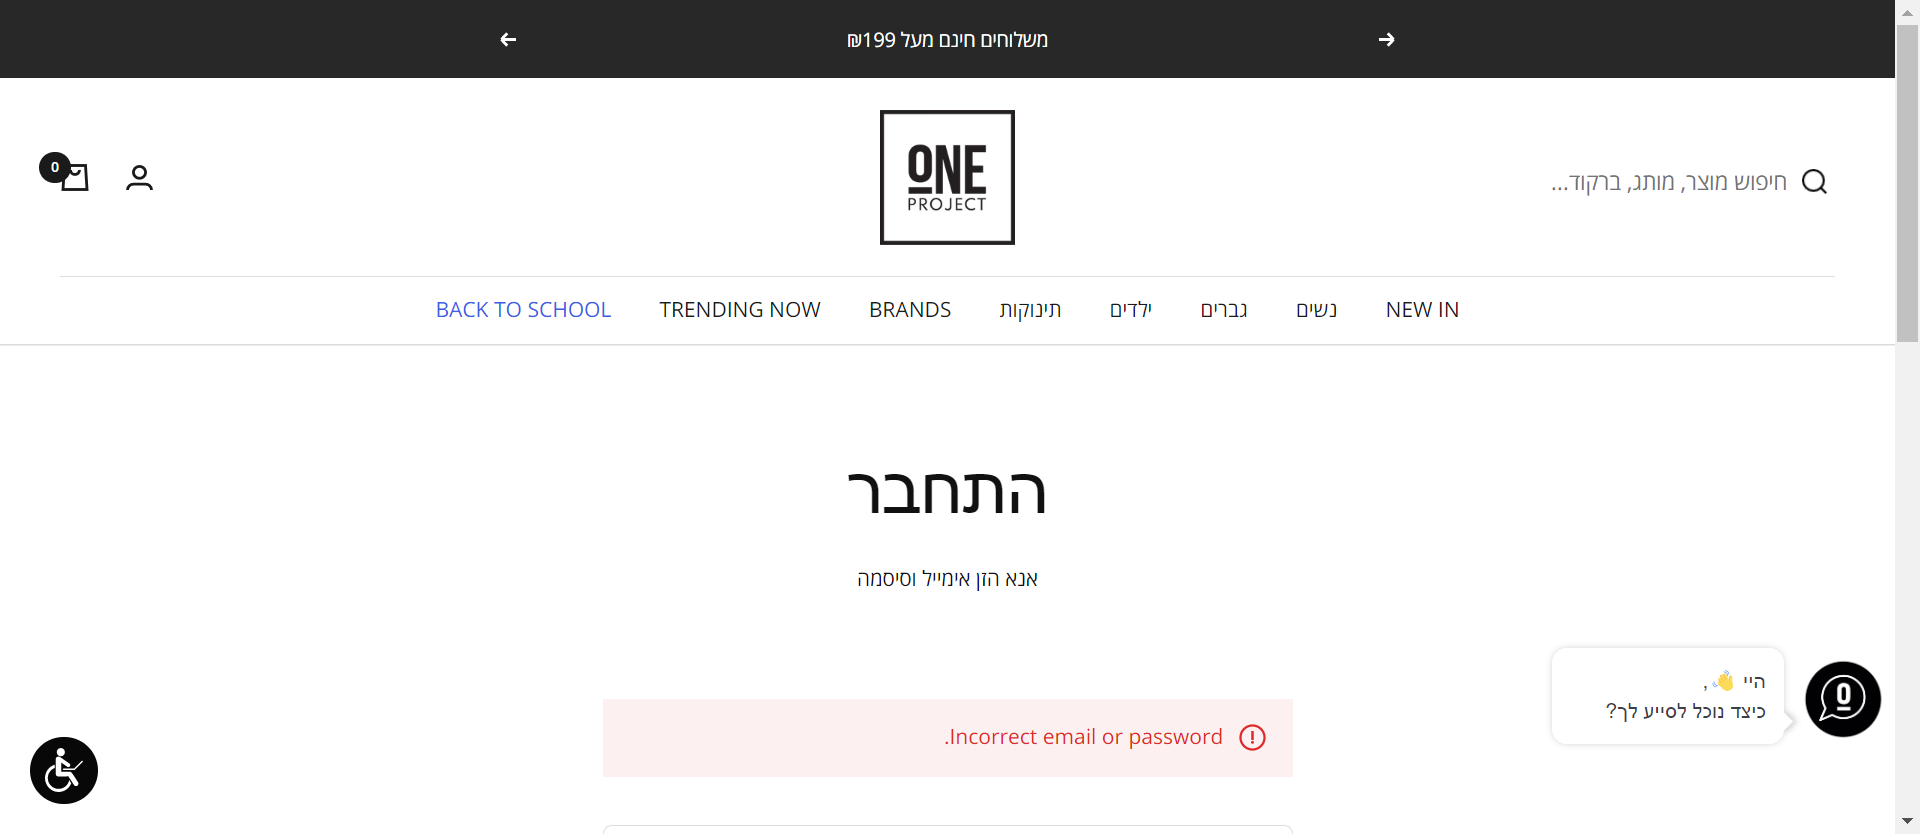 משלוחים חינם מעל 199₪
חיפוש מוצר, מותג, ברקוד...
ONE
PROJECT
0
NEW IN
נשים
גברים
ילדים
תינוקות
BRANDS
TRENDING NOW
BACK TO SCHOOL
התחבר
אנא הזן אימייל וסיסמה
Incorrect email or password.
היי 👋,
כיצד נוכל לסייע לך?